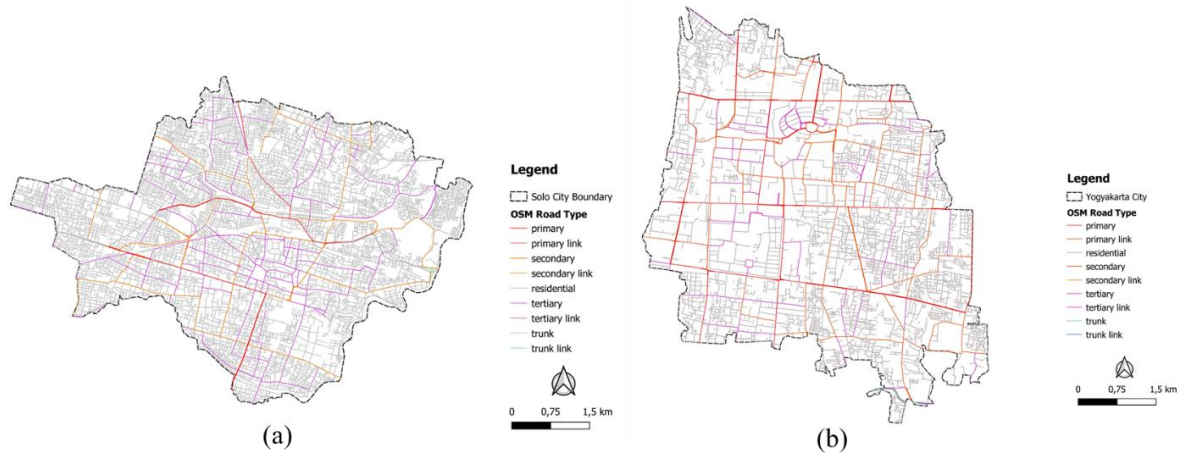 Legend
Solo City Boundary
OSM Road Type
primary
primary link
secondary
secondary link
residential
tertiary
tertiary link
trunk
trunk link
0 0,75 1,5 km
(a)
Legend
Yogyakarta City
OSM Road Type
primary
primary link
residential
secondary
secondary link
tertiary
tertiary link
trunk
trunk link
0 0,75 1,5 km
(b)